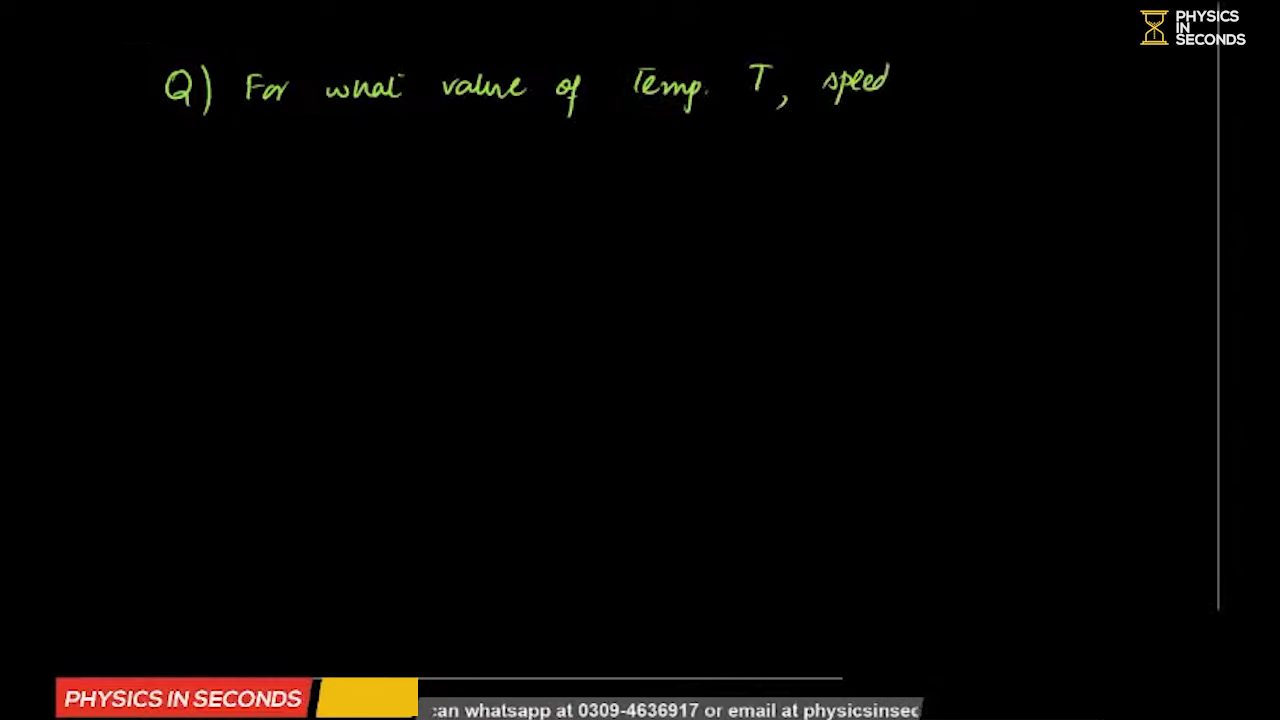 PHYSICS
IN
SECONDS
Q) For what value of Temp. T, speed
PHYSICS IN SECONDS
can whatsapp at 0309-4636917 or email at physicsinsec